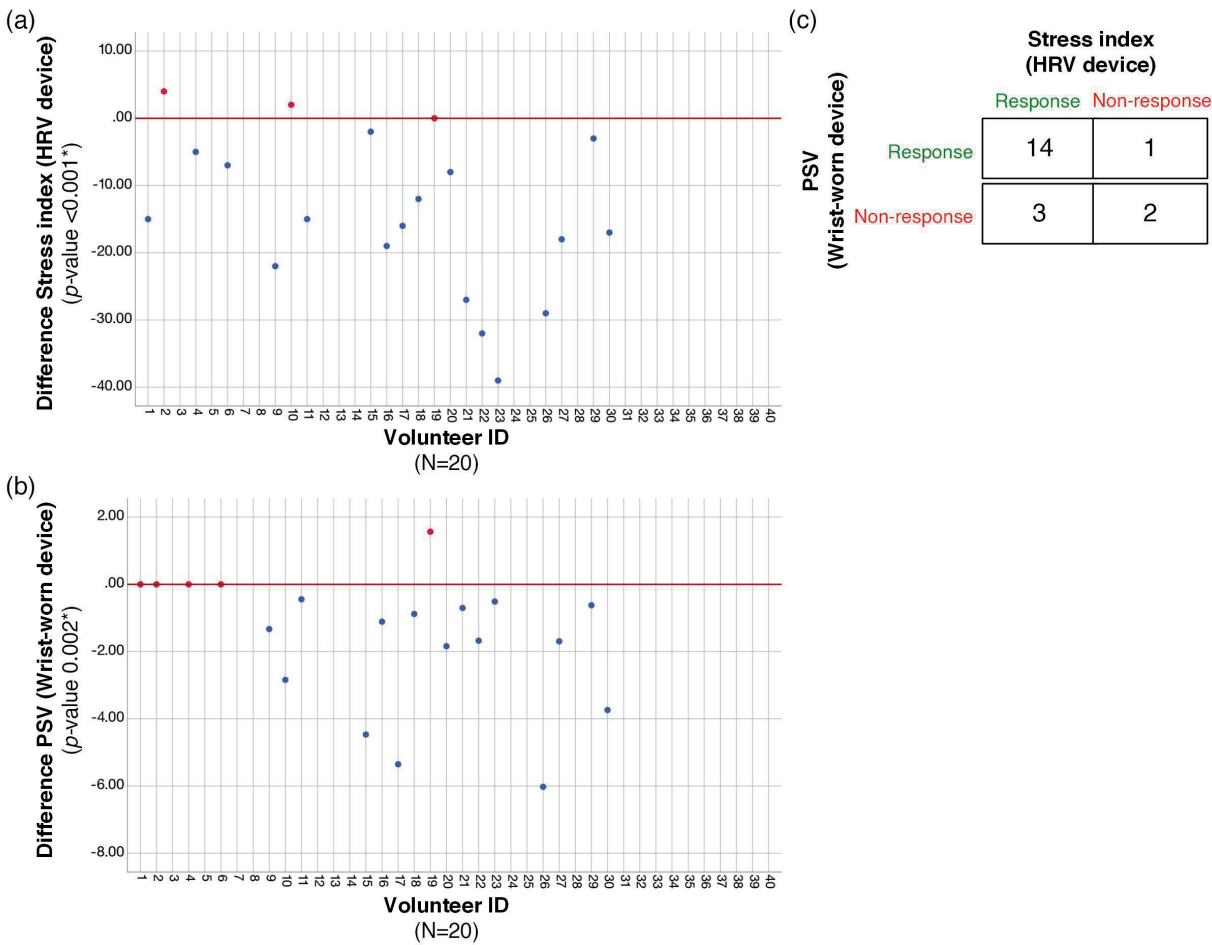 (a)
Difference Stress index (HRV device)
(p-value <0.001*)
10.00
.00
-10.00
-20.00
-30.00
-40.00
1 2 3 4 5 6 7 8 9 10 11 12 13 14 15 16 17 18 19 20 21 22 23 24 25 26 27 28 29 30 31 32 33 34 35 36 37 38 39 40
Volunteer ID
(N=20)
(b)
Difference PSV (Wrist-worn device)
(p-value 0.002*)
2.00
.00
-2.00
-4.00
-6.00
-8.00
1 2 3 4 5 6 7 8 9 10 11 12 13 14 15 16 17 18 19 20 21 22 23 24 25 26 27 28 29 30 31 32 33 34 35 36 37 38 39 40
Volunteer ID
(N=20)
(c)
Stress index
(HRV device)
Response Non-response
PSV
(Wrist-worn device)
Response 14 1
Non-response 3 2